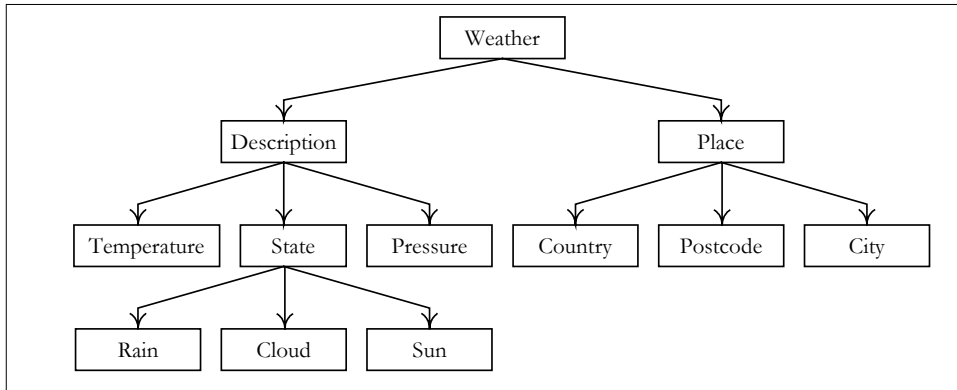 Weather
Description
Place
Temperature
State
Pressure
Country
Postcode
City
Rain
Cloud
Sun